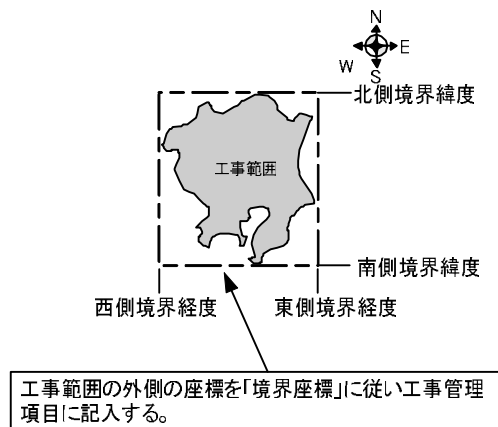 N
W
E
S
北側境界緯度
工事範囲
南側境界緯度
西側境界経度
東側境界経度
工事範囲の外側の座標を｢境界座標｣に従い工事管理
項目に記入する。